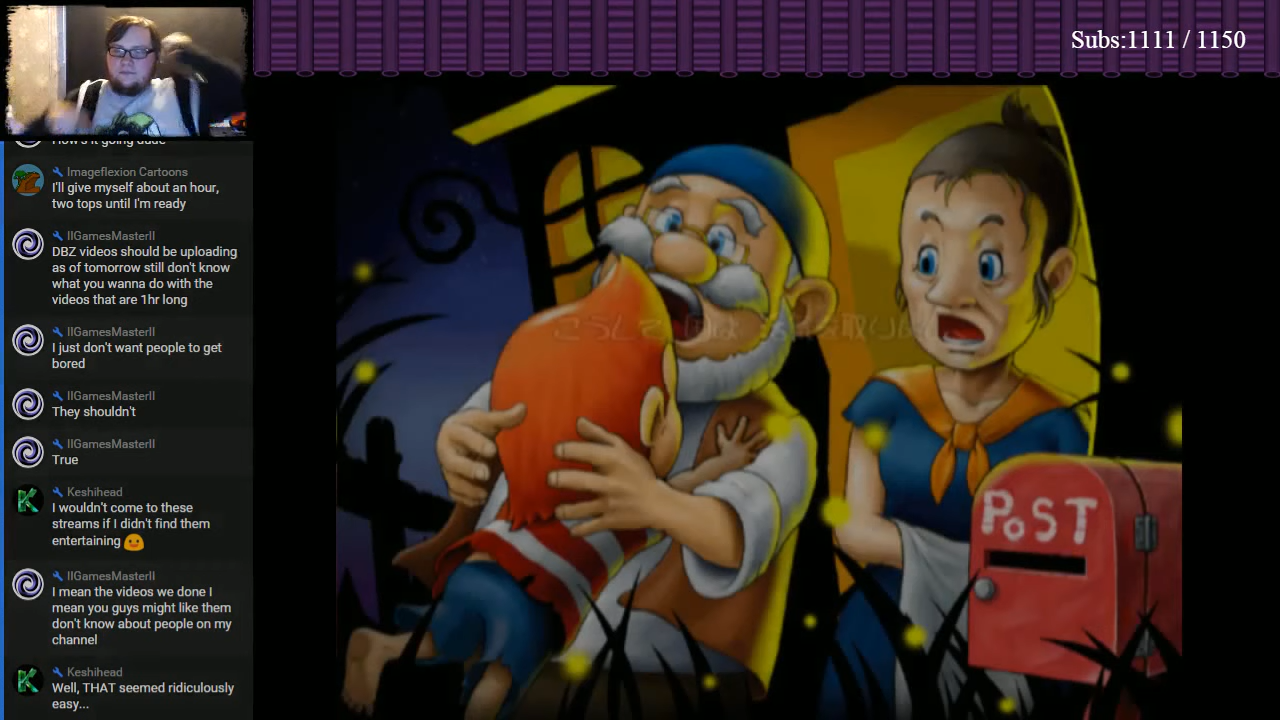 Subs:1111 / 1150
How's it going dude
Imageflexion Cartoons
I'll give myself about an hour,
two tops until I'm ready
IIGamesMasterII
DBZ videos should be uploading
as of tomorrow still don't know
what you wanna do with the
videos that are 1hr long
IIGamesMasterII
I just don't want people to get
bored
IIGamesMasterII
They shouldn't
IIGamesMasterII
True
Keshihead
I wouldn't come to these
streams if I didn't find them
entertaining
IIGamesMasterII
I mean the videos we done I
mean you guys might like them
don't know about people on my
channel
Keshihead
Well, THAT seemed ridiculously
easy...
こうして
POST